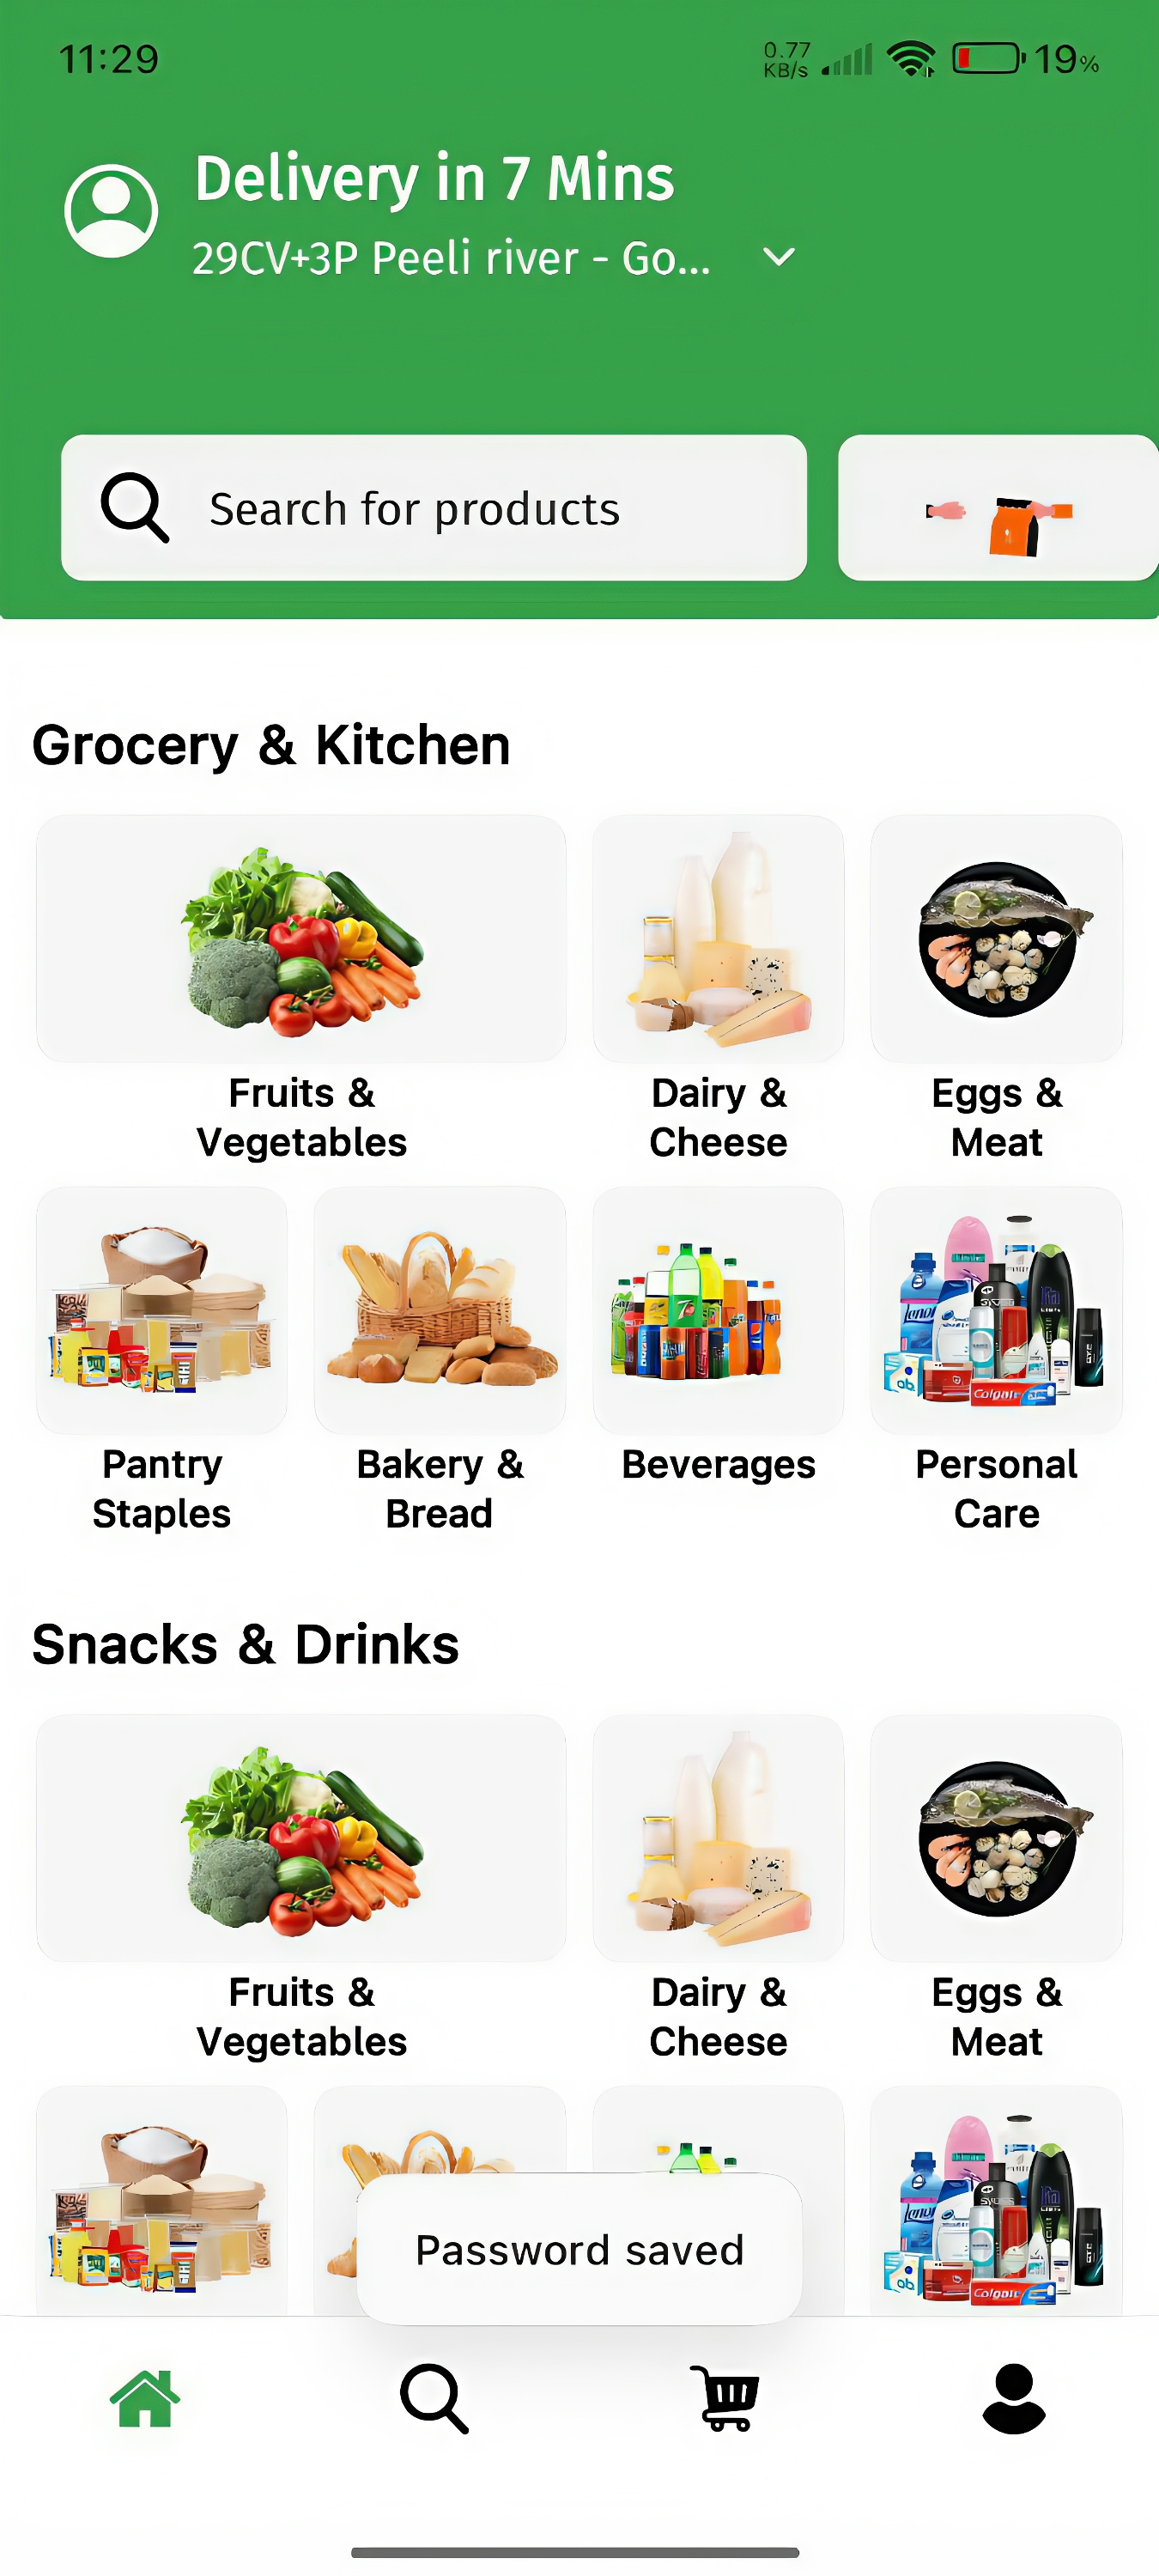 11:29
0.77
KB/s
19%
Delivery in 7 Mins
29CV+3P Peeli river - Go...
Search for products
Grocery & Kitchen
Fruits &
Vegetables
Dairy &
Cheese
Eggs &
Meat
Pantry
Staples
Bakery &
Bread
Beverages
Personal
Care
Colgate
Snacks & Drinks
Fruits &
Vegetables
Dairy &
Cheese
Eggs &
Meat
Colgate
Password saved